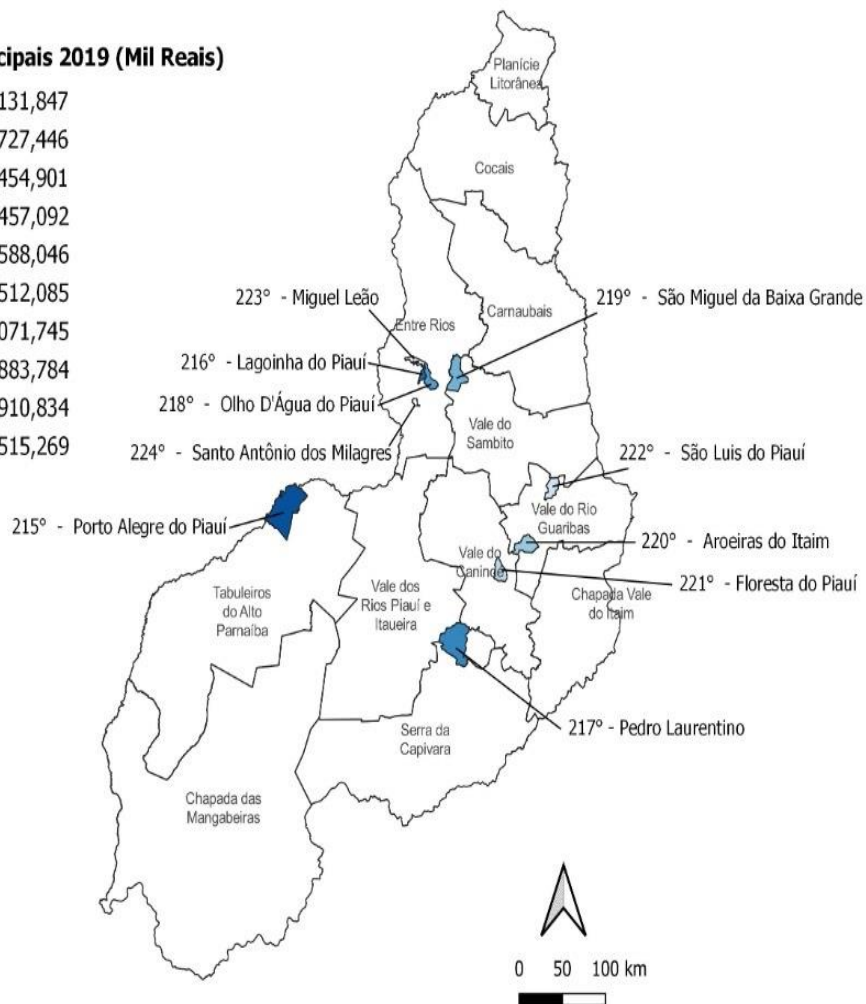 cipais 2019 (Mil Reais)
131,847
727,446
454,901
457,092
588,046
512,085
071,745
883,784
910,834
515,269
Planície
Litorânea
Cocais
223° - Miguel Leão
219° - São Miguel da Baixa Grande
Carnaubais
Entre Rios
216° - Lagoinha do Piauí
218° - Olho D'Água do Piauí
Vale do
Sambito
224° - Santo Antônio dos Milagres
222° - São Luis do Piauí
Vale do Rio
Guaribas
215° - Porto Alegre do Piauí
220° - Aroeiras do Itaim
Vale do
Canindé
221° - Floresta do Piauí
Tabuleiros
do Alto
Parnaíba
Vale dos
Rios Piauí e
Itaueira
Chapada Vale
do Itaim
217° - Pedro Laurentino
Serra da
Capivara
Chapada das
Mangabeiras
0 50 100 km